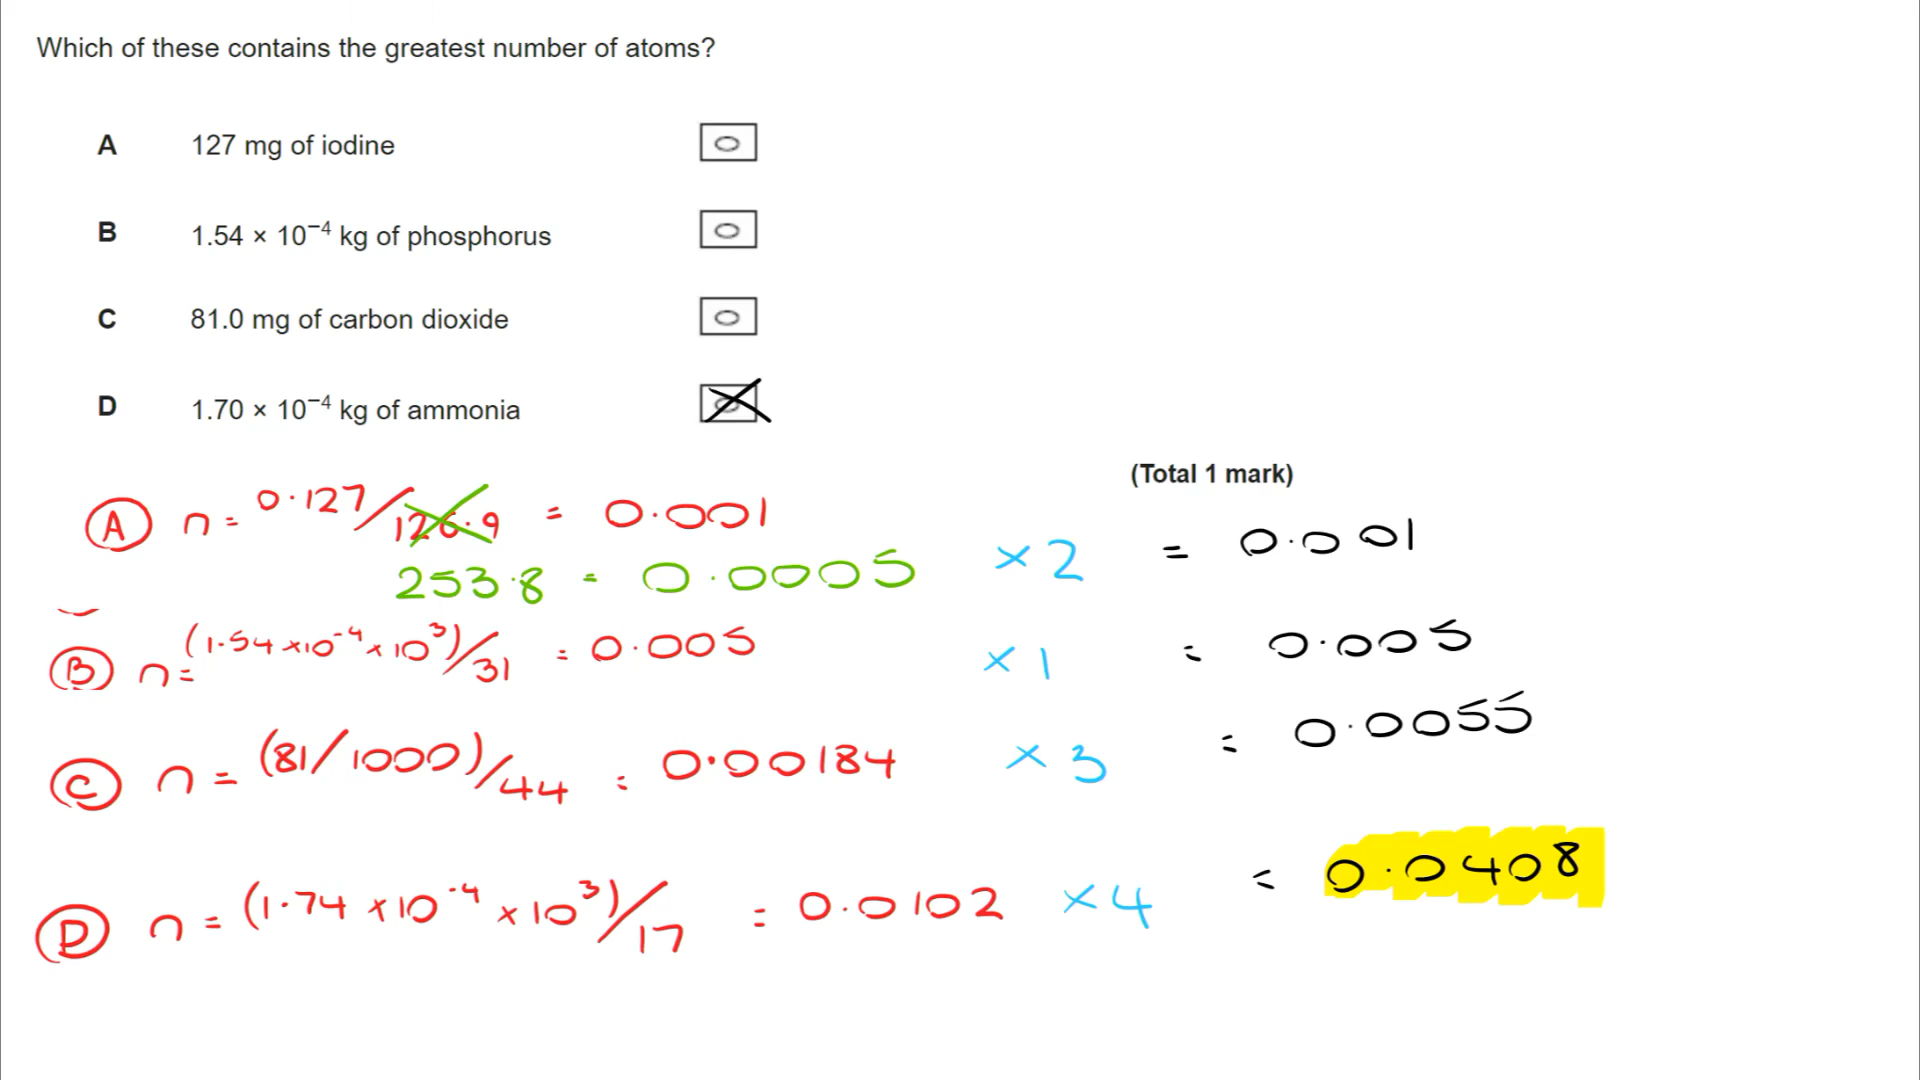 Which of these contains the greatest number of atoms?
A 127 mg of iodine
B 1.54 × 10⁻⁴ kg of phosphorus
C 81.0 mg of carbon dioxide
D 1.70 × 10⁻⁴ kg of ammonia
(Total 1 mark)
A n = 0.127/126.9 = 0.001
253.8 = 0.0005 × 2 = 0.001
B n = (1.54 × 10⁻⁴ × 10³)/31 = 0.005 × 1 = 0.005
C n = (81/1000)/44 = 0.00184 × 3 = 0.0055
D n = (1.74 × 10⁻⁴ × 10³)/17 = 0.0102 × 4 = 0.0408